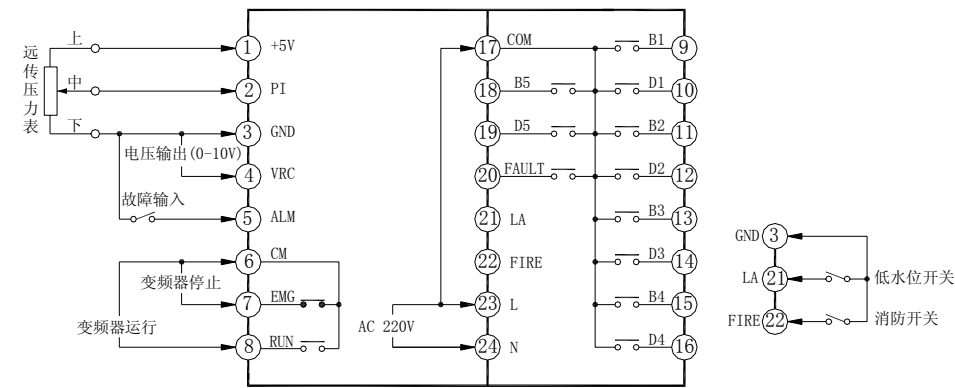 远传压力表
上
中
下
1 +5V
2 PI
3 GND
电压输出(0-10V)
4 VRC
故障输入
5 ALM
6 CM
变频器停止
7 EMG
变频器运行
8 RUN
17 COM
18 B5
19 D5
20 FAULT
21 LA
22 FIRE
23 L
AC 220V
24 N
B1 9
D1 10
B2 11
D2 12
B3 13
D3 14
B4 15
D4 16
GND 3
LA 21 低水位开关
FIRE 22 消防开关